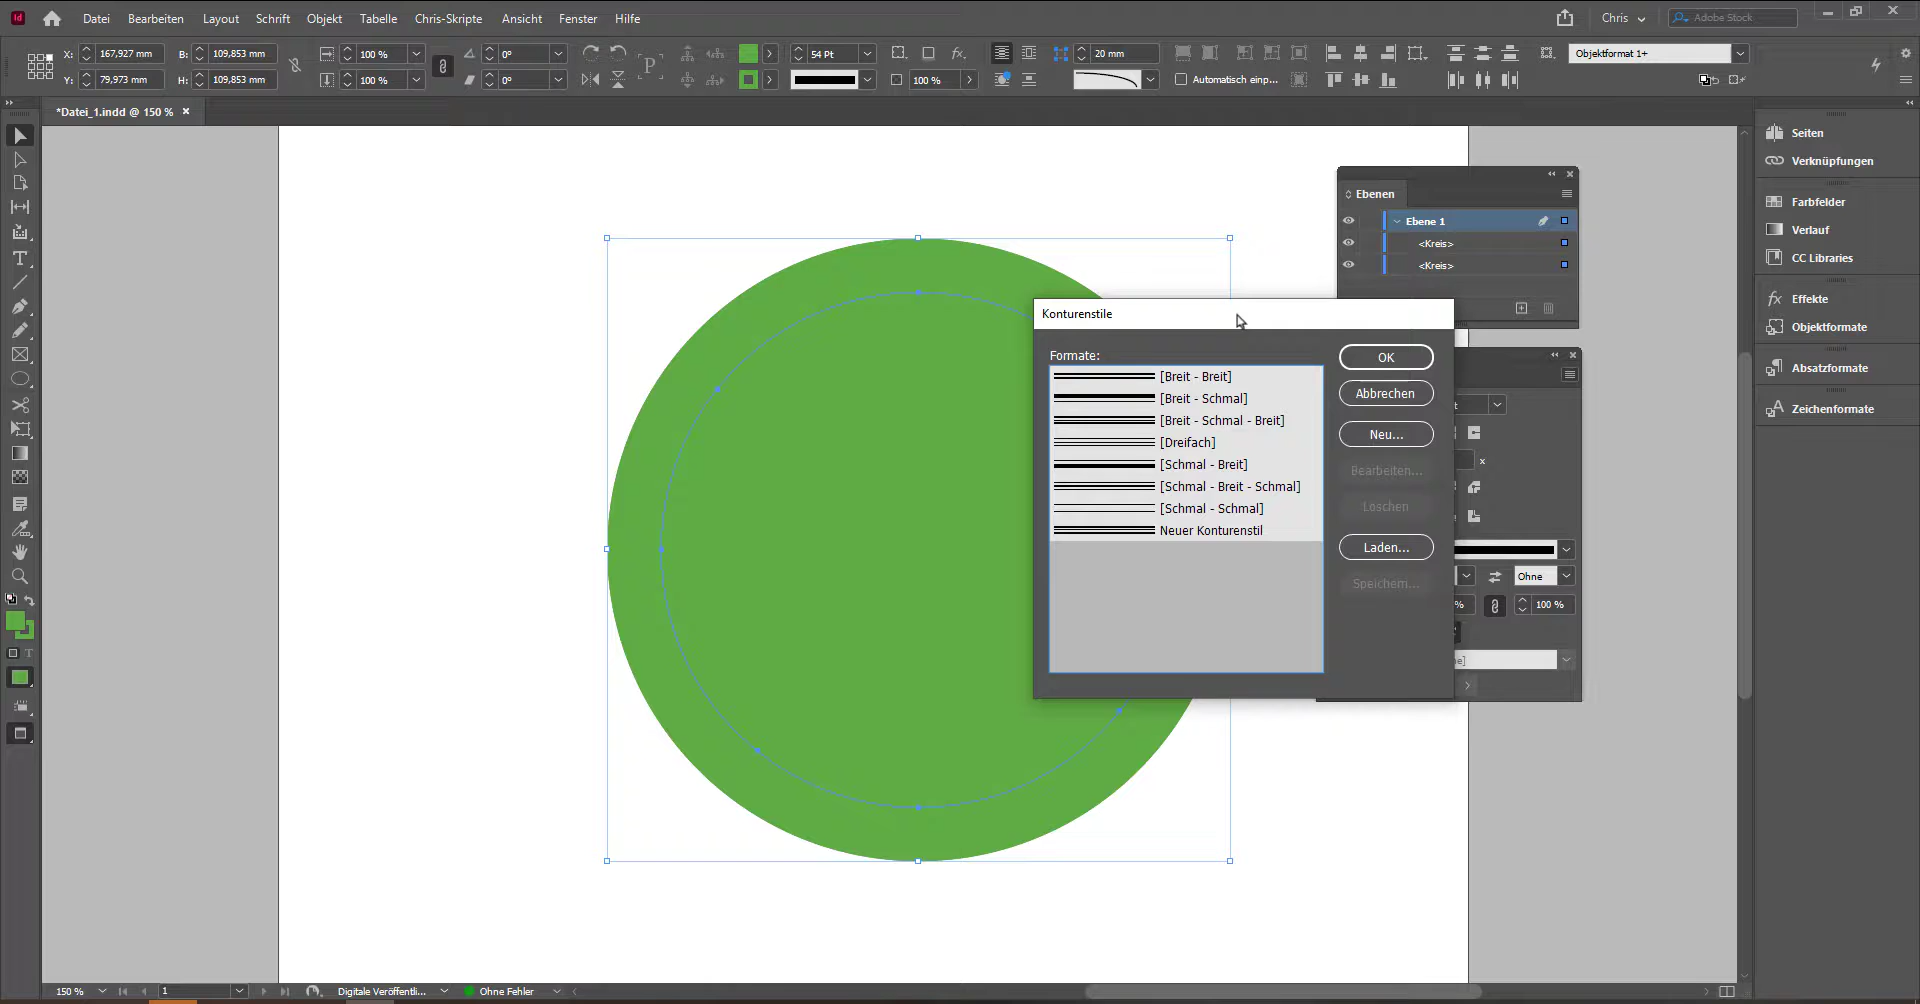 Id
Datei Bearbeiten Layout Schrift Objekt Tabelle Chris-Skripte Ansicht Fenster Hilfe
Chris
Adobe Stock
X: 167,927 mm B: 109,853 mm 100 % 0° 54 Pt 20 mm
Objektformat 1+
Y: 79,973 mm H: 109,853 mm 100 % 0° 100 %
Automatisch einp...
*Datei_1.indd @ 150 %
Ebenen
Ebene 1
<Kreis>
<Kreis>
Konturenstile
Formate:
[Breit - Breit]
[Breit - Schmal]
[Breit - Schmal - Breit]
[Dreifach]
[Schmal - Breit]
[Schmal - Breit - Schmal]
[Schmal - Schmal]
Neuer Konturenstil
OK
Abbrechen
Neu...
Bearbeiten...
Löschen
Laden...
Speichern...
x
Ohne
% 100 %
Seiten
Verknüpfungen
Farbfelder
Verlauf
CC Libraries
Effekte
Objektformate
Absatzformate
Zeichenformate
150 % 1 Digitale Veröffentli... Ohne Fehler